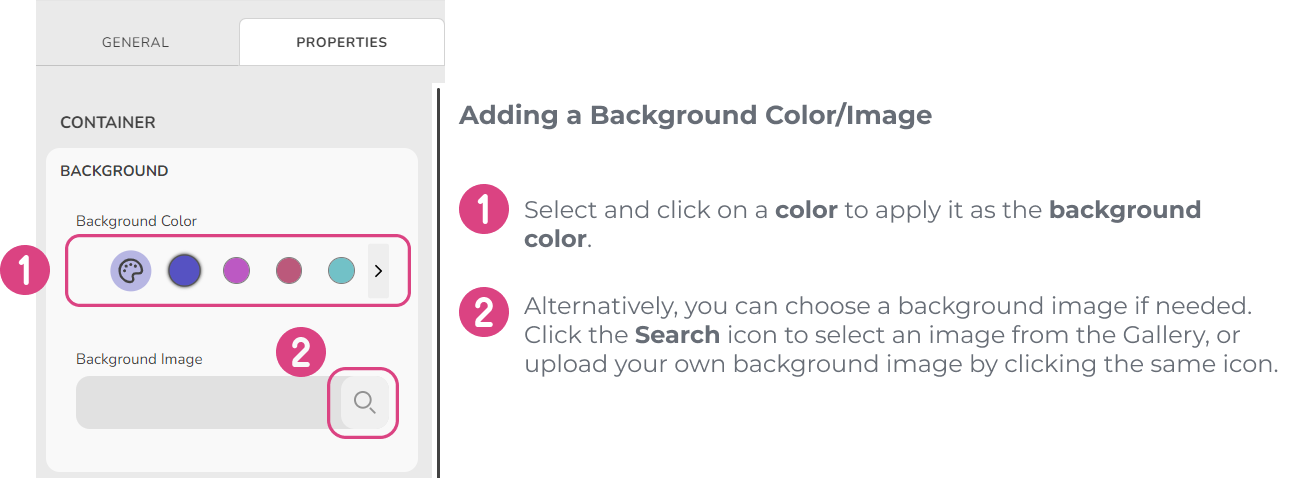 GENERAL
PROPERTIES
CONTAINER
BACKGROUND
Background Color
1
Background Image
2
Adding a Background Color/Image
1
Select and click on a color to apply it as the background
color.
2
Alternatively, you can choose a background image if needed.
Click the Search icon to select an image from the Gallery, or
upload your own background image by clicking the same icon.